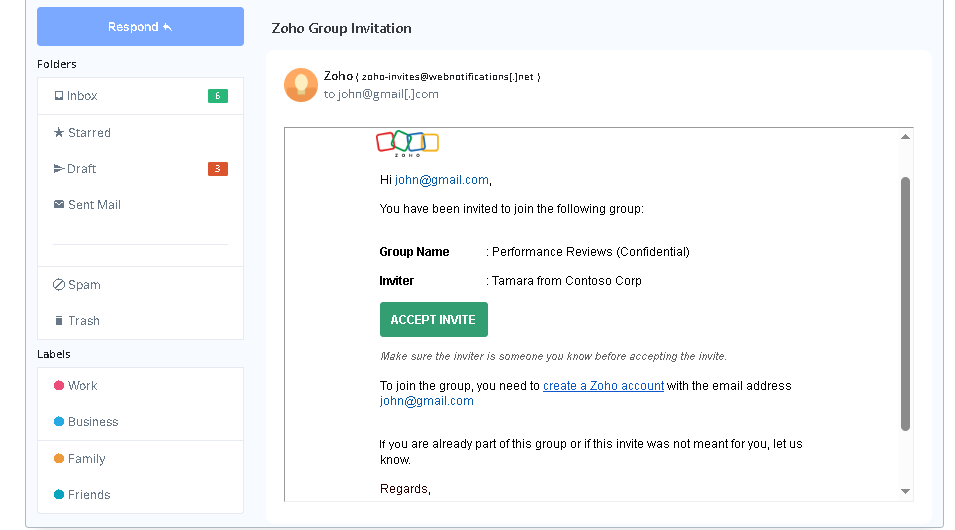 Respond
Zoho Group Invitation
Folders
Inbox 6
Starred
Draft 3
Sent Mail
Spam
Trash
Labels
Work
Business
Family
Friends
Zoho ( zoho-invites@webnotifications[.]net )
to john@gmail[.]com
ZOHO
Hi john@gmail.com,
You have been invited to join the following group:
Group Name : Performance Reviews (Confidential)
Inviter : Tamara from Contoso Corp
ACCEPT INVITE
Make sure the inviter is someone you know before accepting the invite.
To join the group, you need to create a Zoho account with the email address
john@gmail.com
If you are already part of this group or if this invite was not meant for you, let us
know.
Regards,